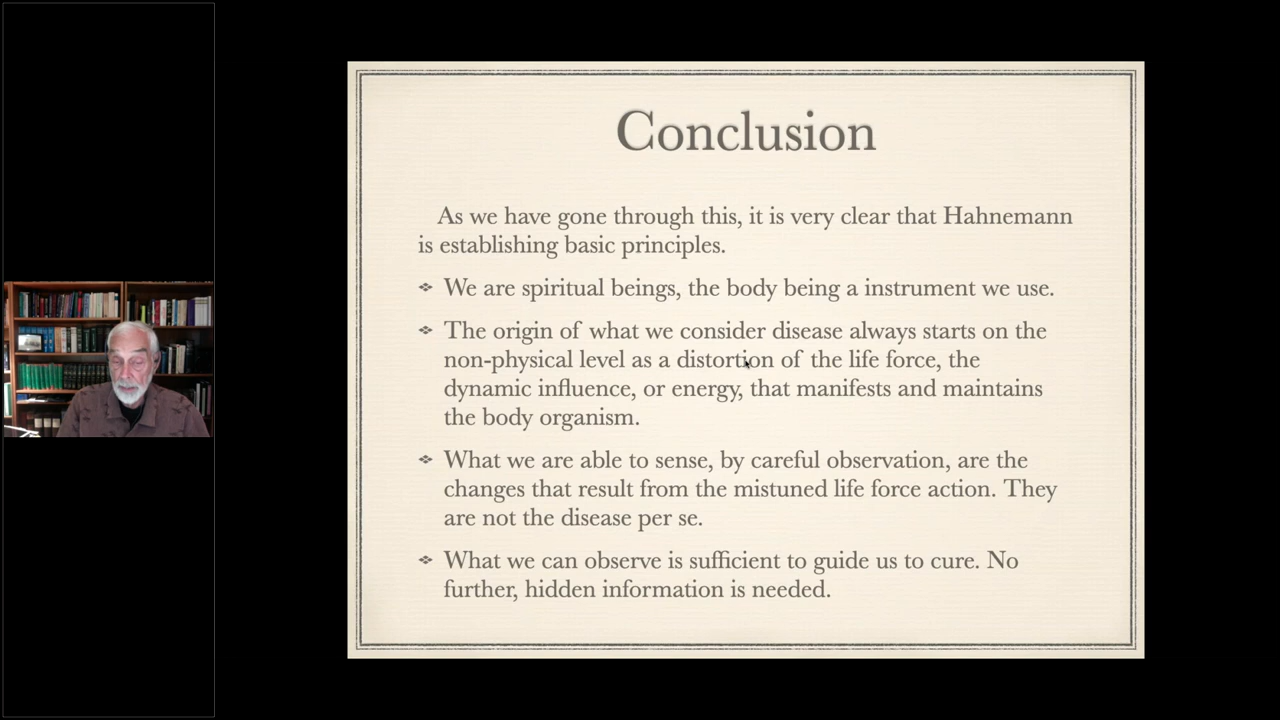 Conclusion
As we have gone through this, it is very clear that Hahnemann
is establishing basic principles.
We are spiritual beings, the body being a instrument we use.
The origin of what we consider disease always starts on the
non-physical level as a distortion of the life force, the
dynamic influence, or energy, that manifests and maintains
the body organism.
What we are able to sense, by careful observation, are the
changes that result from the mistuned life force action. They
are not the disease per se.
What we can observe is sufficient to guide us to cure. No
further, hidden information is needed.